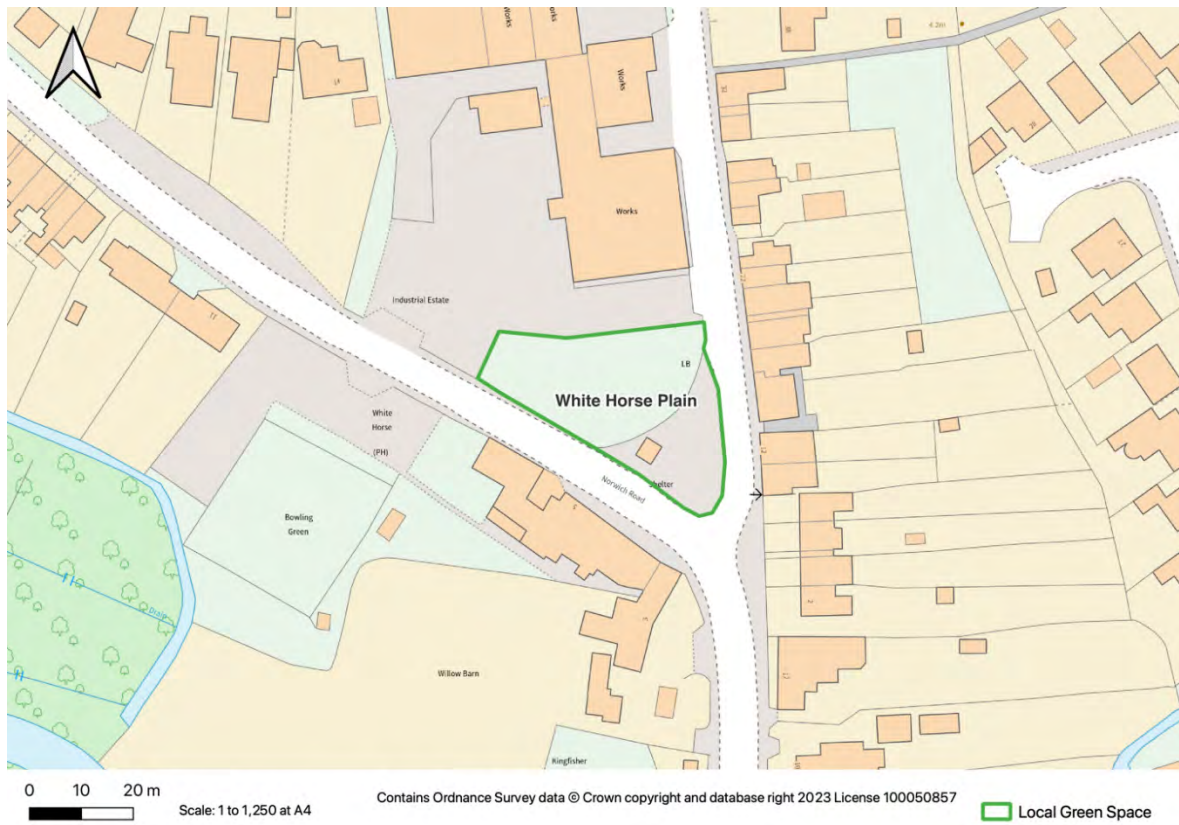 Works
Works
4.2m
Works
Industrial Estate
LB
White Horse Plain
White
Horse
(PH)
Shelter
Norwich Road
Bowling
Green
Drain
Willow Barn
Kingfisher
0 10 20 m
Scale: 1 to 1,250 at A4
Contains Ordnance Survey data © Crown copyright and database right 2023 License 100050857
Local Green Space